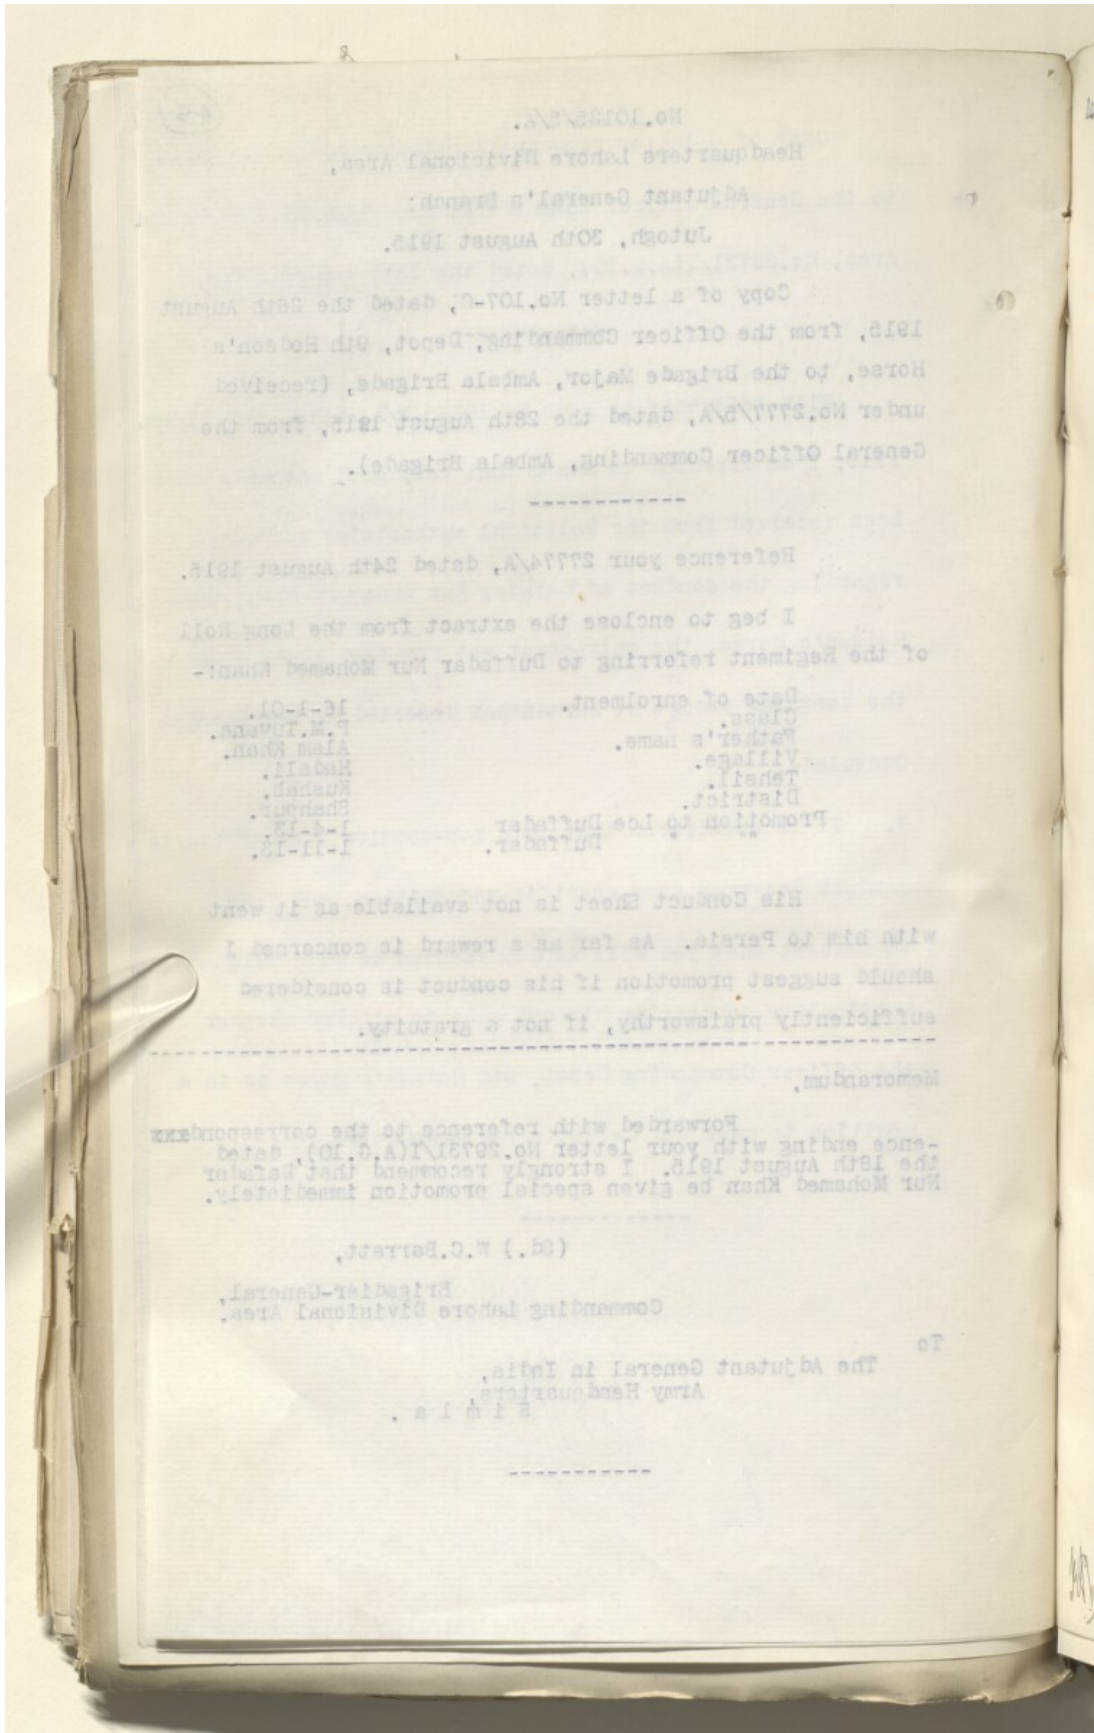 No.10125/5/A.
Headquarters Lahore Divisional Area,
Adjutant General's Branch;
Jutogh, 30th August 1915.
Copy of a letter No.107-C, dated the 26th August
1915, from the Officer Commanding, Depot, 9th Hodson's
Horse, to the Brigade Major, Ambala Brigade, (received
under No.2777/5/A, dated the 28th August 1915, from the
General Officer Commanding, Ambala Brigade).
------------
Reference your 27774/A, dated 24th August 1915.
I beg to enclose the extract from the Long Roll
of the Regiment referring to Duffadar Nur Mohamed Khan:-
Date of enrolment. 16-1-01.
Class. P.M.Tuvana.
Father's name. Alam Khan.
Village. Hadali.
Tehsil. Kushab.
District. Shahpur.
Promotion to Lce Duffadar 1-4-13.
" " Duffadar. 1-11-13.
His Conduct Sheet is not available as it went
with him to Persia. As far as a reward is concerned I
should suggest promotion if his conduct is considered
sufficiently praisworthy, if not a gratuity.
------------
Memorandum,
Forwarded with reference to the correspondxxx
-ence ending with your letter No.29731/1(A.G.10), dated
the 18th August 1915. I strongly recommend that Dafadar
Nur Mohamed Khan be given special promotion immediately.
------------
(Sd.) W.C.Barratt,
Brigadier-General,
Commanding Lahore Divisional Area,
To
The Adjutant General in India,
Army Headquarters,
S i m l a .
-----------